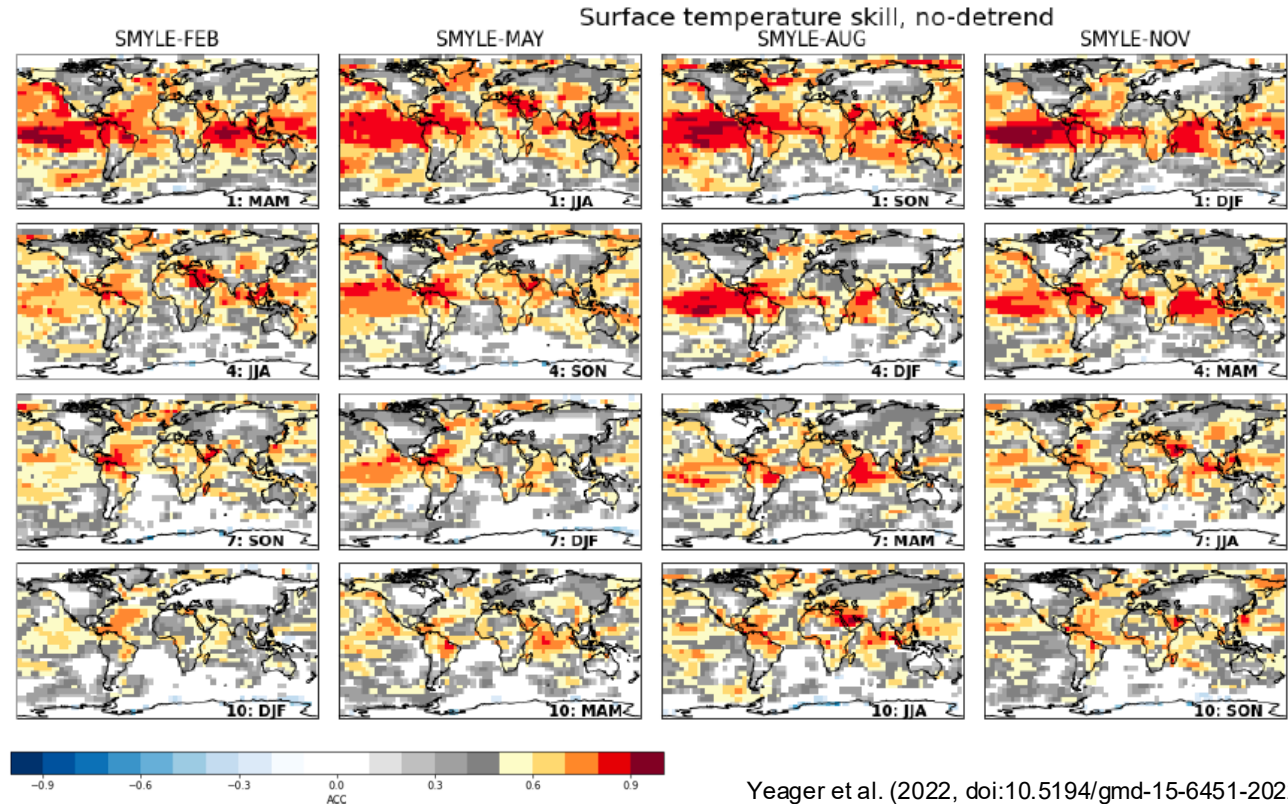 Surface temperature skill, no-detrend
SMYLE-FEB SMYLE-MAY SMYLE-AUG SMYLE-NOV
1: MAM 1: JJA 1: SON 1: DJF
4: JJA 4: SON 4: DJF 4: MAM
7: SON 7: DJF 7: MAM 7: JJA
10: DJF 10: MAM 10: JJA 10: SON
−0.9 −0.6 −0.3 0.0 0.3 0.6 0.9
ACC
Yeager et al. (2022, doi:10.5194/gmd-15-6451-202